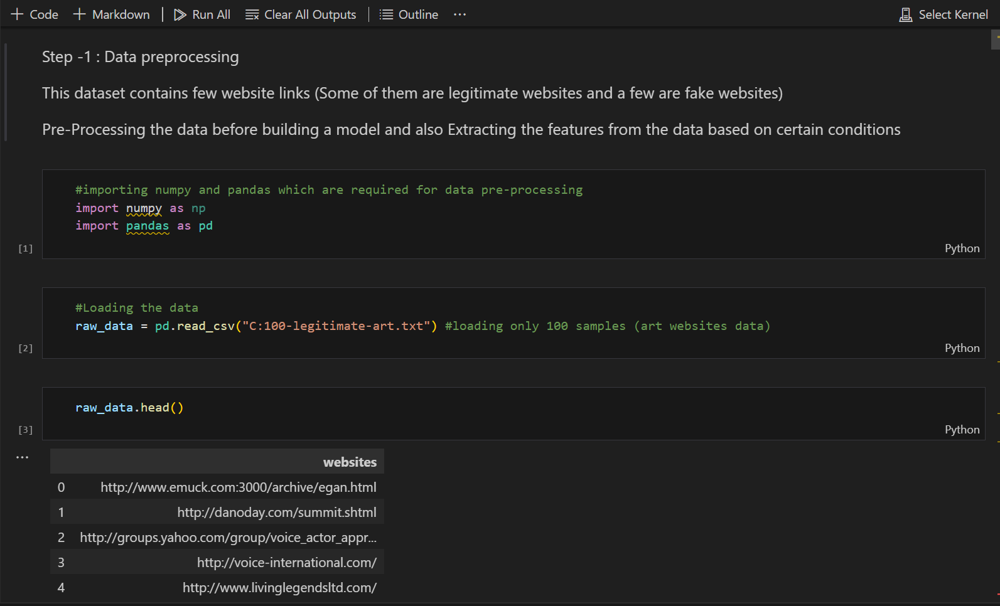 Code Markdown Run All Clear All Outputs Outline ... Select Kernel
Step -1 : Data preprocessing
This dataset contains few website links (Some of them are legitimate websites and a few are fake websites)
Pre-Processing the data before building a model and also Extracting the features from the data based on certain conditions
#importing numpy and pandas which are required for data pre-processing
import numpy as np
import pandas as pd
[1] Python
#Loading the data
raw_data = pd.read_csv("C:100-legitimate-art.txt") #loading only 100 samples (art websites data)
[2] Python
raw_data.head()
[3] Python
...
websites
0 http://www.emuck.com:3000/archive/egan.html
1 http://danoday.com/summit.shtml
2 http://groups.yahoo.com/group/voice_actor_appr...
3 http://voice-international.com/
4 http://www.livinglegendsltd.com/